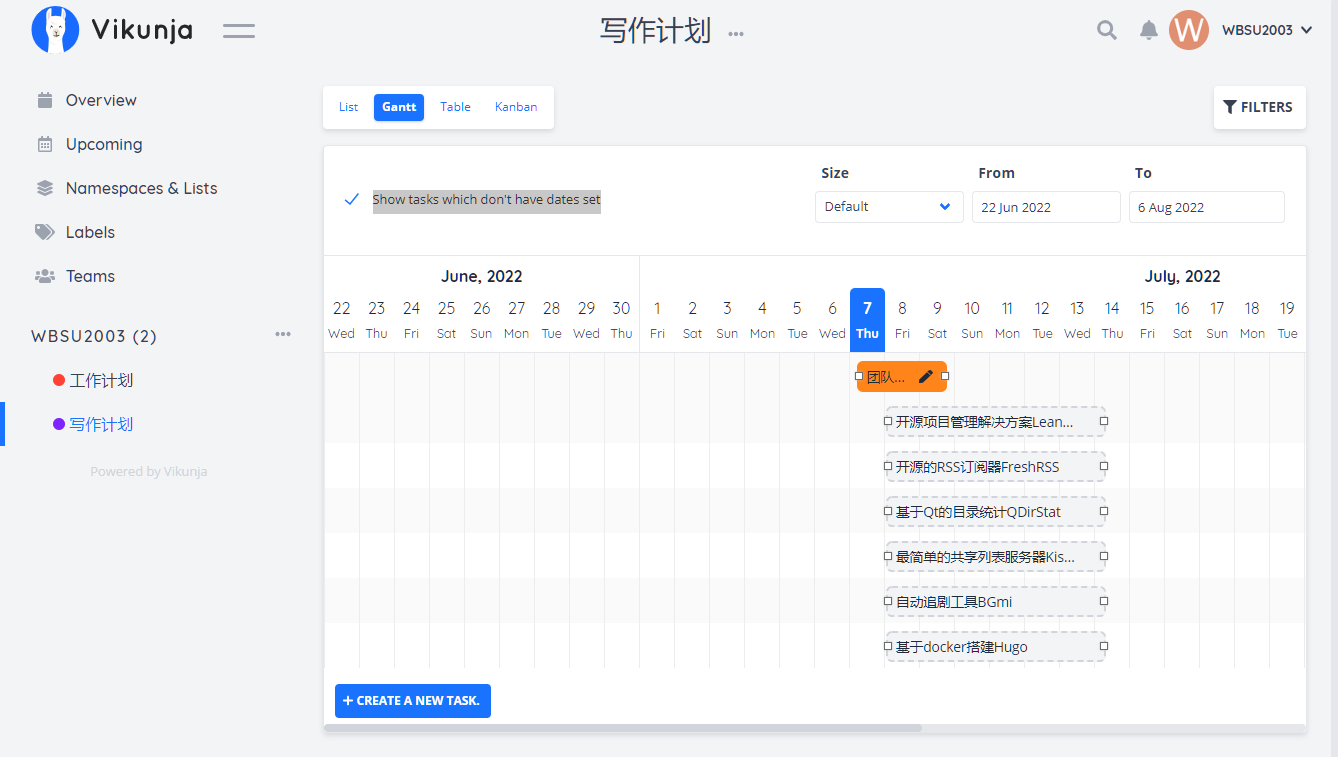 Vikunja
写作计划 ...
W WBSU2003
Overview
Upcoming
Namespaces & Lists
Labels
Teams
WBSU2003 (2) ...
工作计划
写作计划
Powered by Vikunja
List Gantt Table Kanban
FILTERS
Show tasks which don't have dates set
Size From To
Default 22 Jun 2022 6 Aug 2022
June, 2022 July, 2022
22 23 24 25 26 27 28 29 30 1 2 3 4 5 6 7 8 9 10 11 12 13 14 15 16 17 18 19
Wed Thu Fri Sat Sun Mon Tue Wed Thu Fri Sat Sun Mon Tue Wed Thu Fri Sat Sun Mon Tue Wed Thu Fri Sat Sun Mon Tue
团队...
开源项目管理解决方案Lean...
开源的RSS订阅器FreshRSS
基于Qt的目录统计QDirStat
最简单的共享列表服务器Kis...
自动追剧工具BGmi
基于docker搭建Hugo
+ CREATE A NEW TASK.